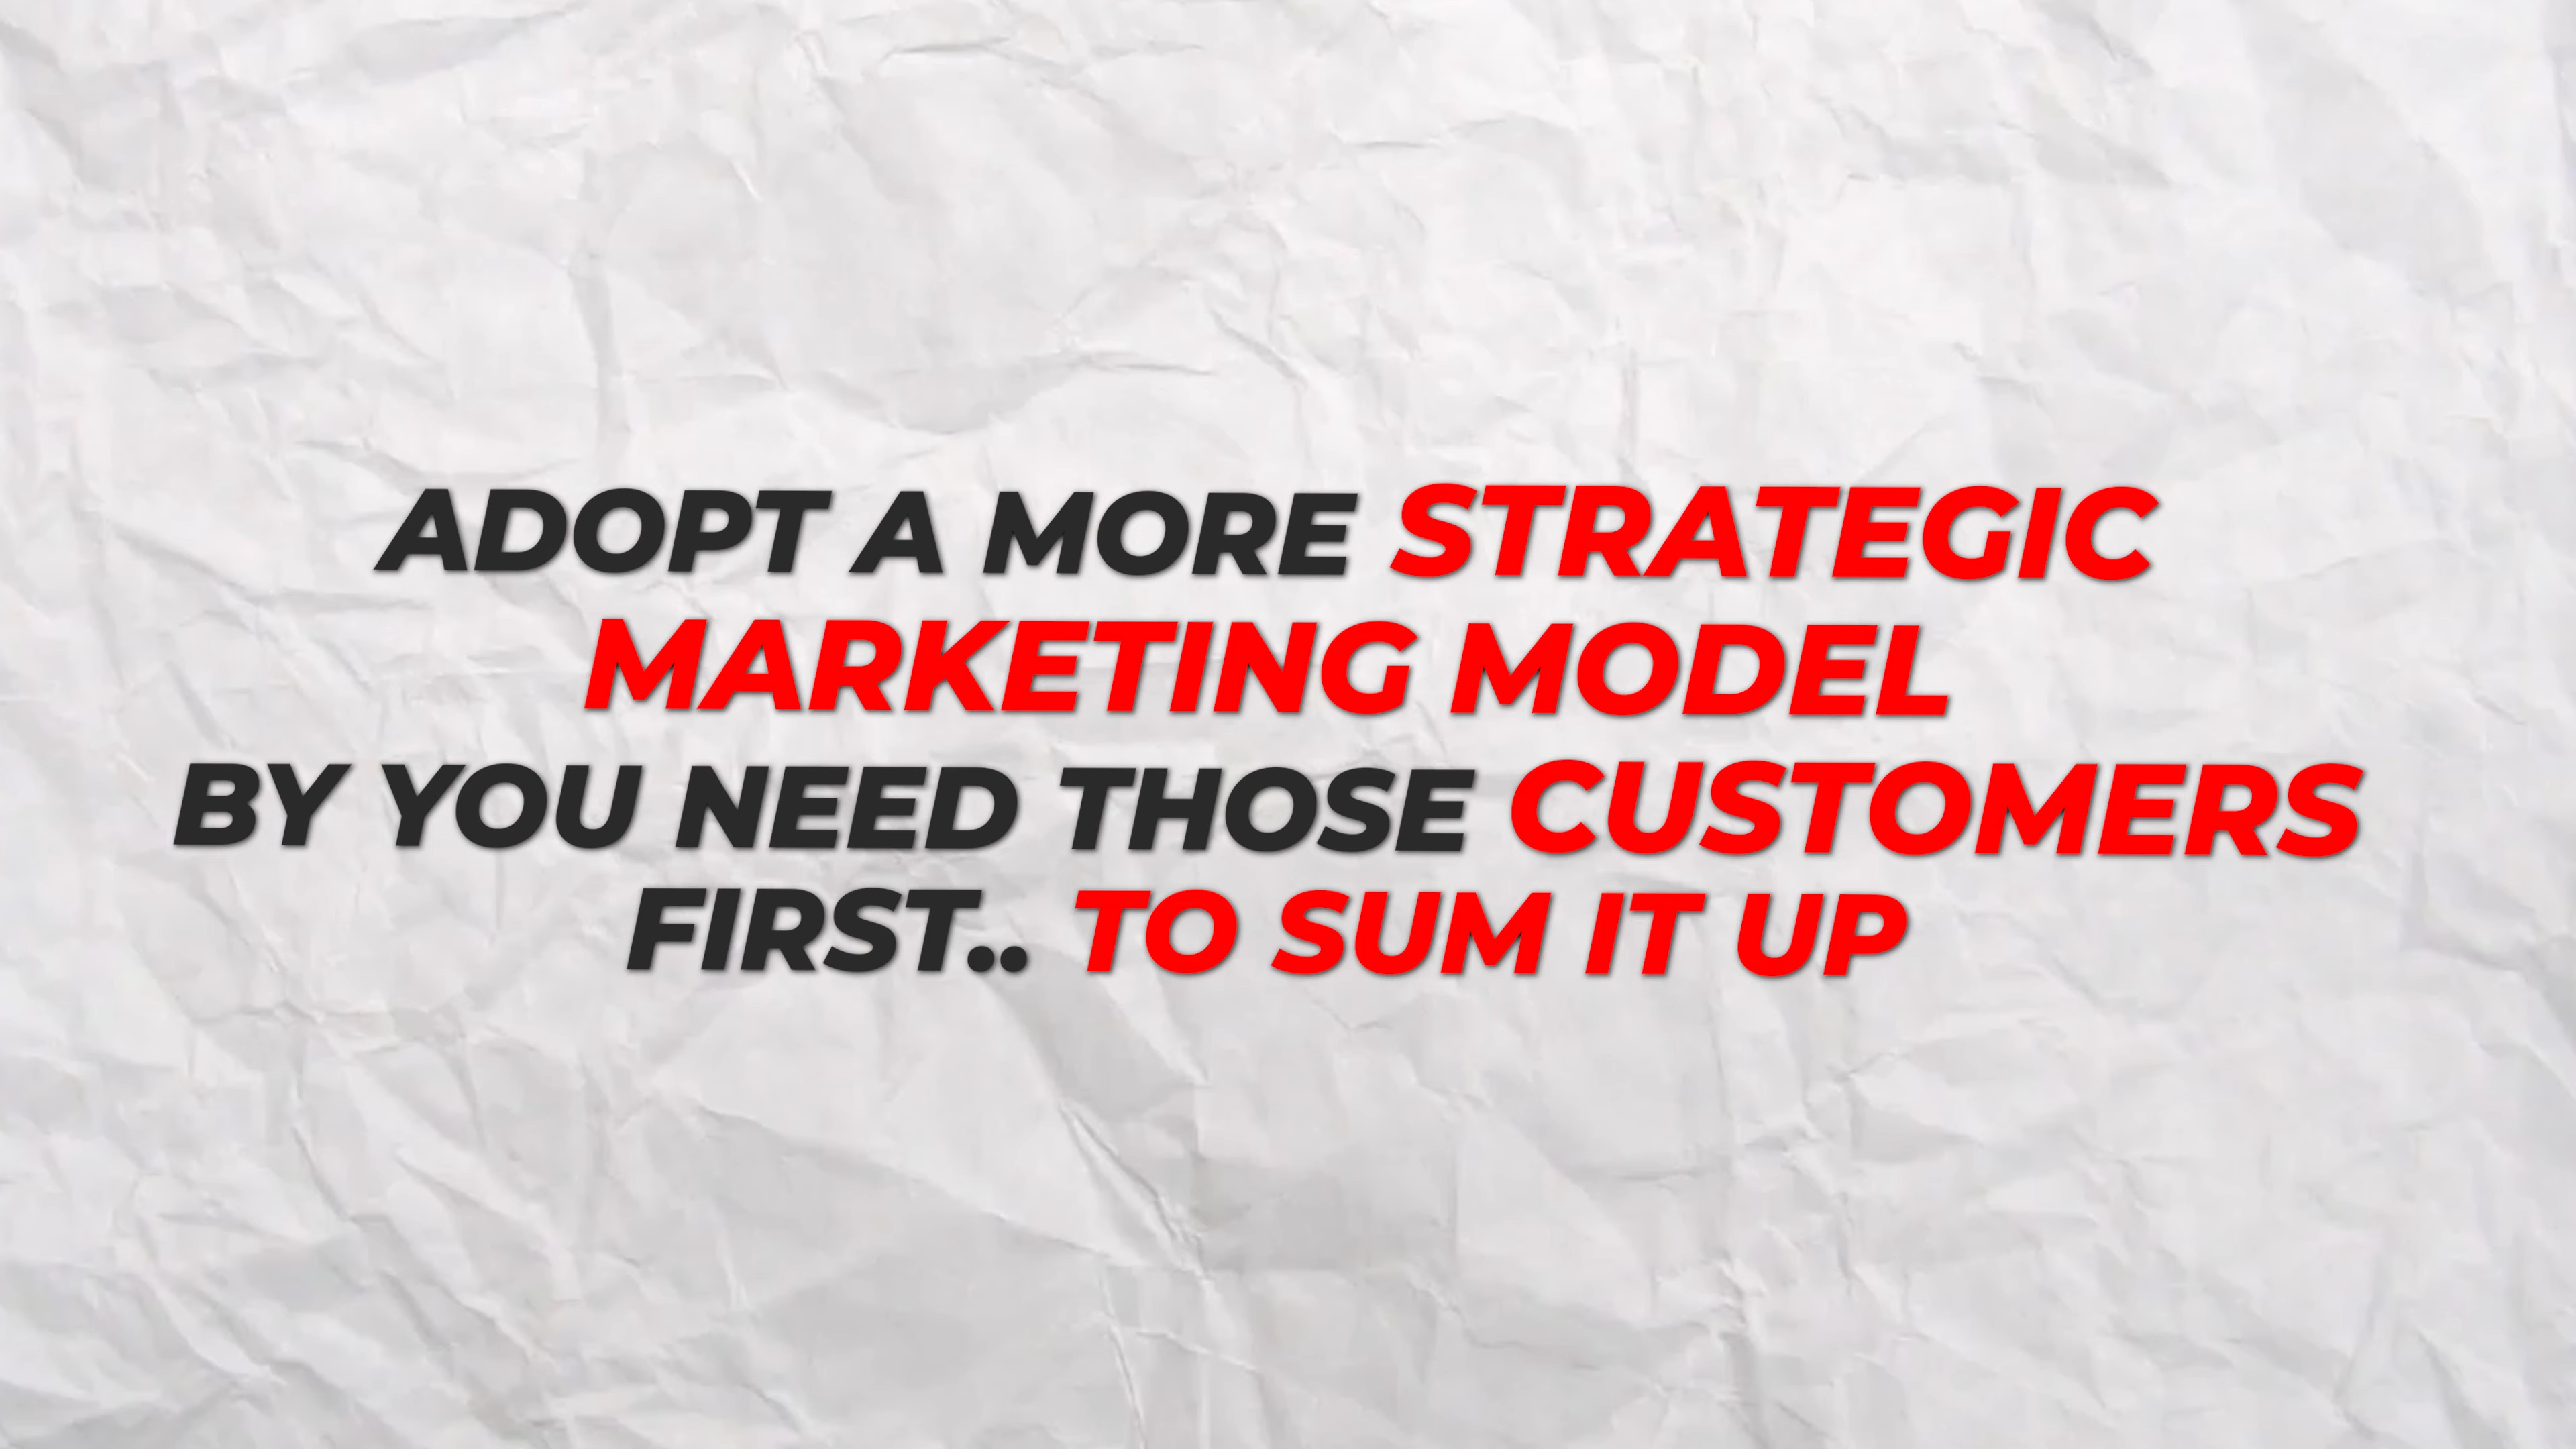 ADOPT A MORE STRATEGIC
MARKETING MODEL
BY YOU NEED THOSE CUSTOMERS
FIRST.. TO SUM IT UP